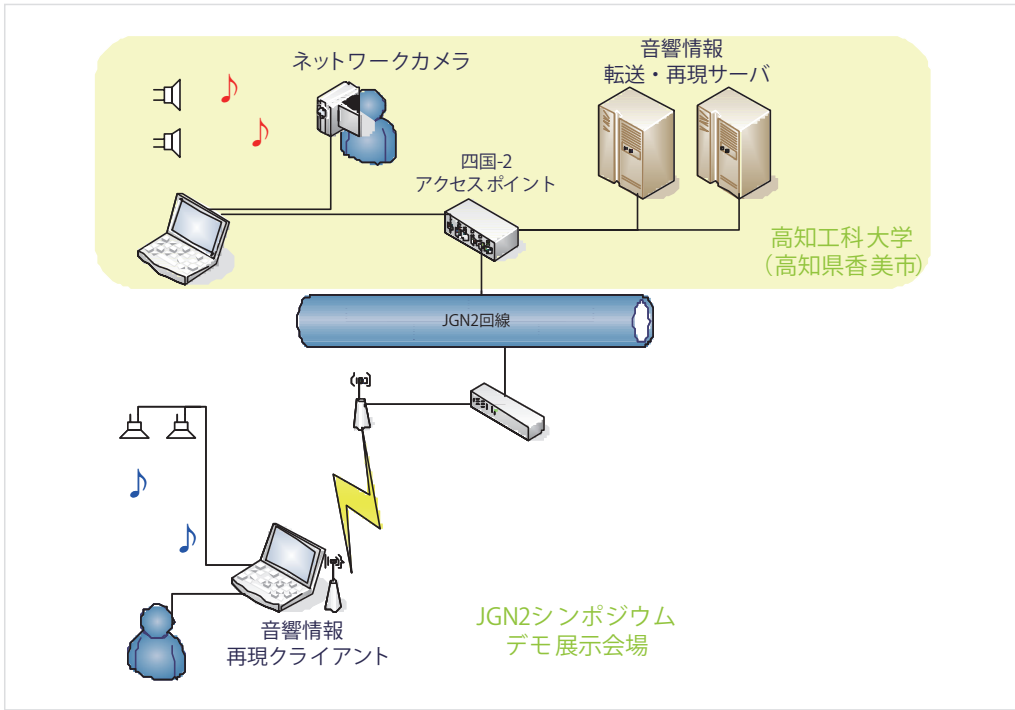 ネットワークカメラ
音響情報
転送・再現サーバ
四国-2
アクセスポイント
高知工科大学
(高知県香美市)
JGN2回線
音響情報
再現クライアント
JGN2シンポジウム
デモ展示会場